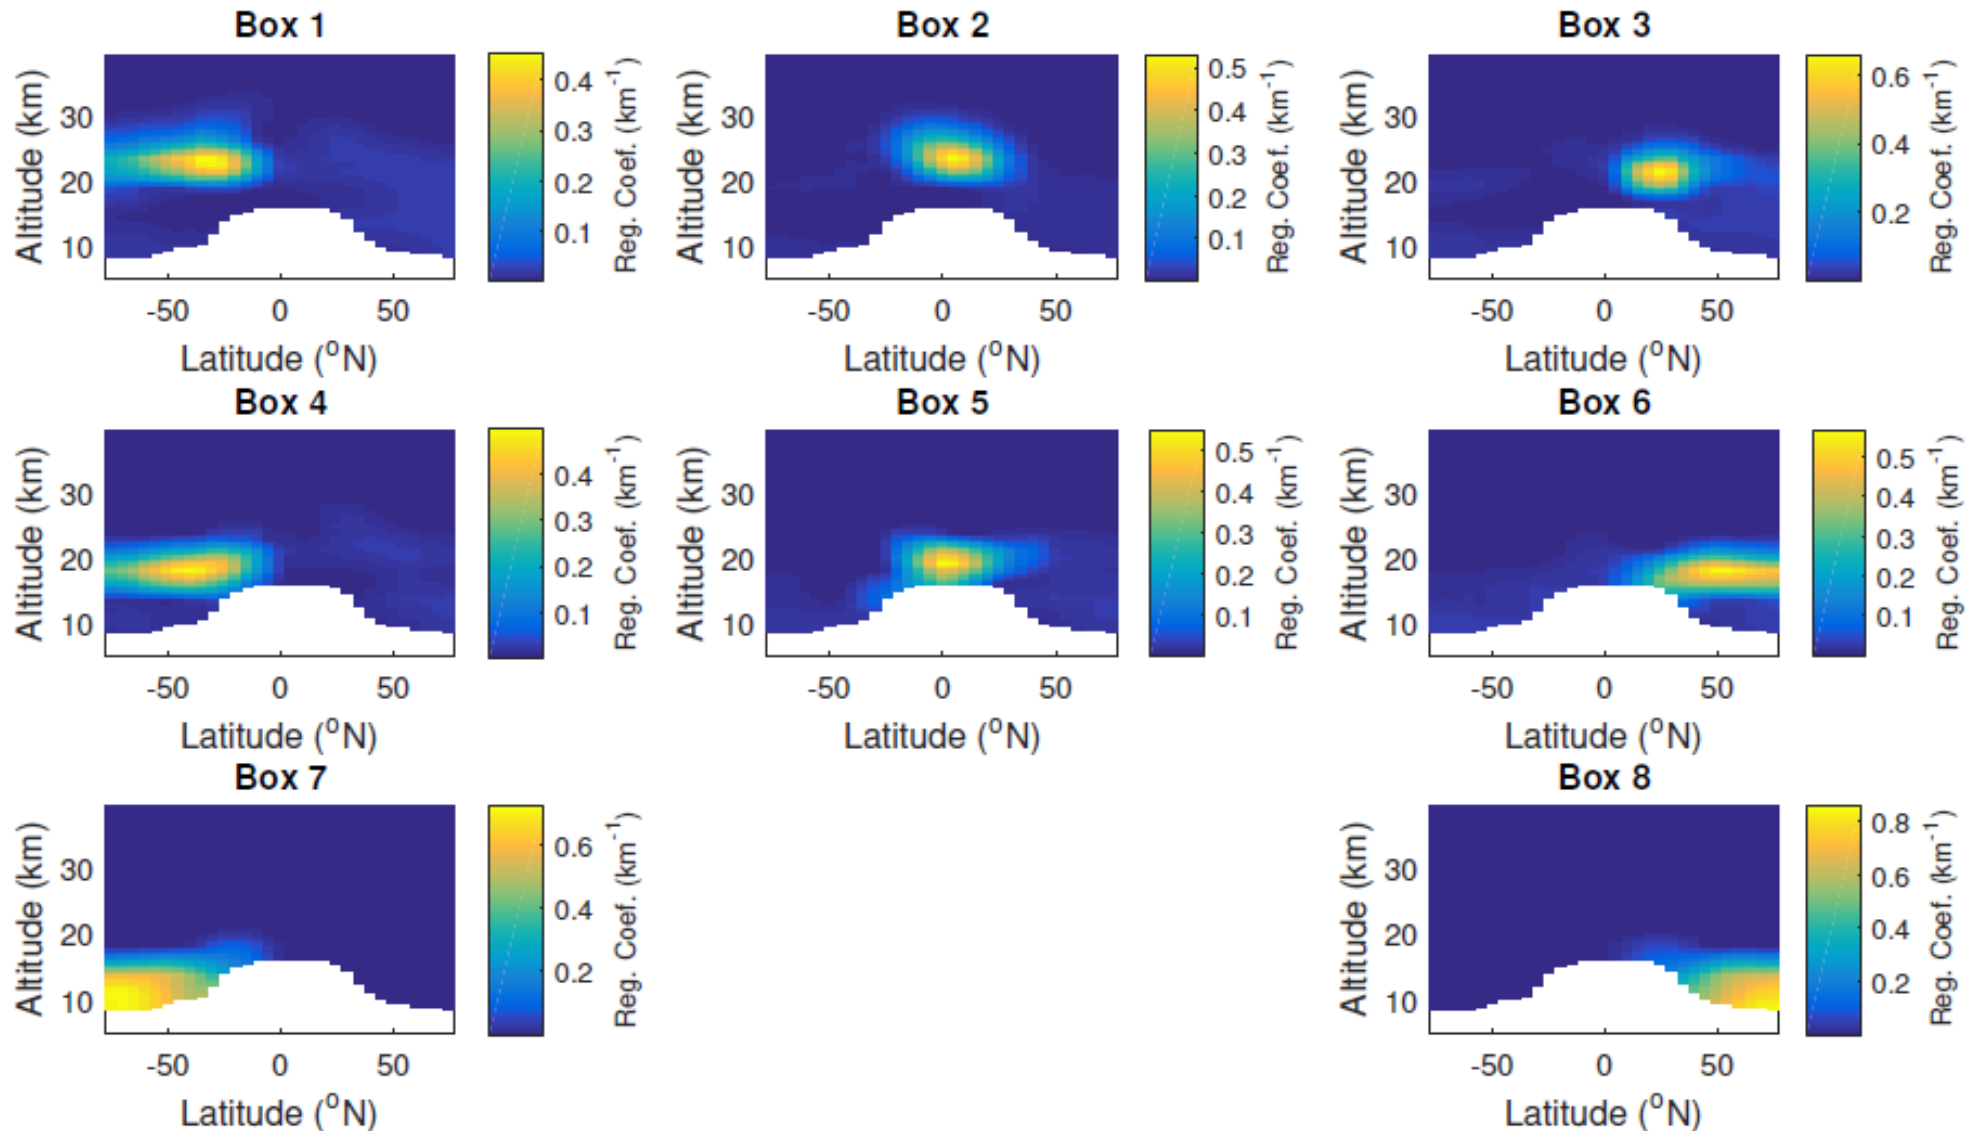 Box 1
Altitude (km)
30
20
10
-50 0 50
Latitude (°N)
0.4
0.3
0.2
0.1
Reg. Coef. (km⁻¹)
Box 2
Altitude (km)
30
20
10
-50 0 50
Latitude (°N)
0.5
0.4
0.3
0.2
0.1
Reg. Coef. (km⁻¹)
Box 3
Altitude (km)
30
20
10
-50 0 50
Latitude (°N)
0.6
0.4
0.2
Reg. Coef. (km⁻¹)
Box 4
Altitude (km)
30
20
10
-50 0 50
Latitude (°N)
0.4
0.3
0.2
0.1
Reg. Coef. (km⁻¹)
Box 5
Altitude (km)
30
20
10
-50 0 50
Latitude (°N)
0.5
0.4
0.3
0.2
0.1
Reg. Coef. (km⁻¹)
Box 6
Altitude (km)
30
20
10
-50 0 50
Latitude (°N)
0.5
0.4
0.3
0.2
0.1
Reg. Coef. (km⁻¹)
Box 7
Altitude (km)
30
20
10
-50 0 50
Latitude (°N)
0.6
0.4
0.2
Reg. Coef. (km⁻¹)
Box 8
Altitude (km)
30
20
10
-50 0 50
Latitude (°N)
0.8
0.6
0.4
0.2
Reg. Coef. (km⁻¹)